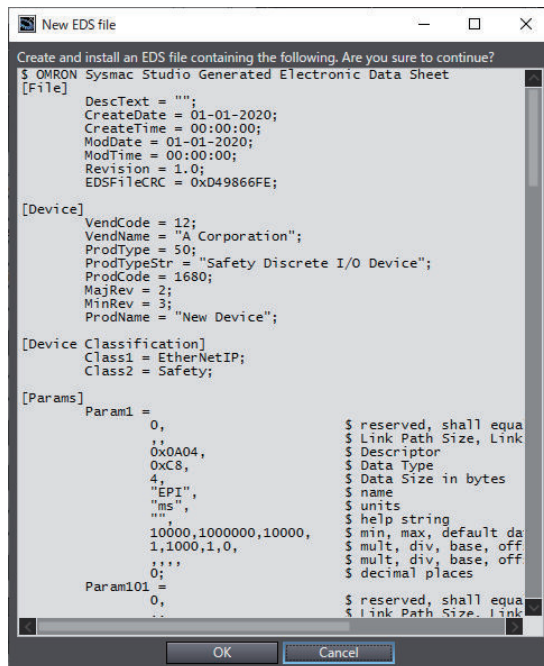 New EDS file
Create and install an EDS file containing the following. Are you sure to continue?
$ OMRON Sysmac Studio Generated Electronic Data Sheet
[File]
DescText = "";
CreateDate = 01-01-2020;
CreateTime = 00:00:00;
ModDate = 01-01-2020;
ModTime = 00:00:00;
Revision = 1.0;
EDSFileCRC = 0xD49866FE;
[Device]
VendCode = 12;
VendName = "A Corporation";
ProdType = 50;
ProdTypeStr = "Safety Discrete I/O Device";
ProdCode = 1680;
MajRev = 2;
MinRev = 3;
ProdName = "New Device";
[Device Classification]
Class1 = EtherNetIP;
Class2 = Safety;
[Params]
Param1 =
0, $ reserved, shall equa
,, $ Link Path Size, Link
0x0A04, $ Descriptor
0xC8, $ Data Type
4, $ Data Size in bytes
"EPI", $ name
"ms", $ units
"", $ help string
10000,1000000,10000, $ min, max, default da
1,1000,1,0, $ mult, div, base, off
,,,, $ mult, div, base, off
0; $ decimal places
Param101 =
0, $ reserved, shall equa
,, $ Link Path Size, Link
OK Cancel